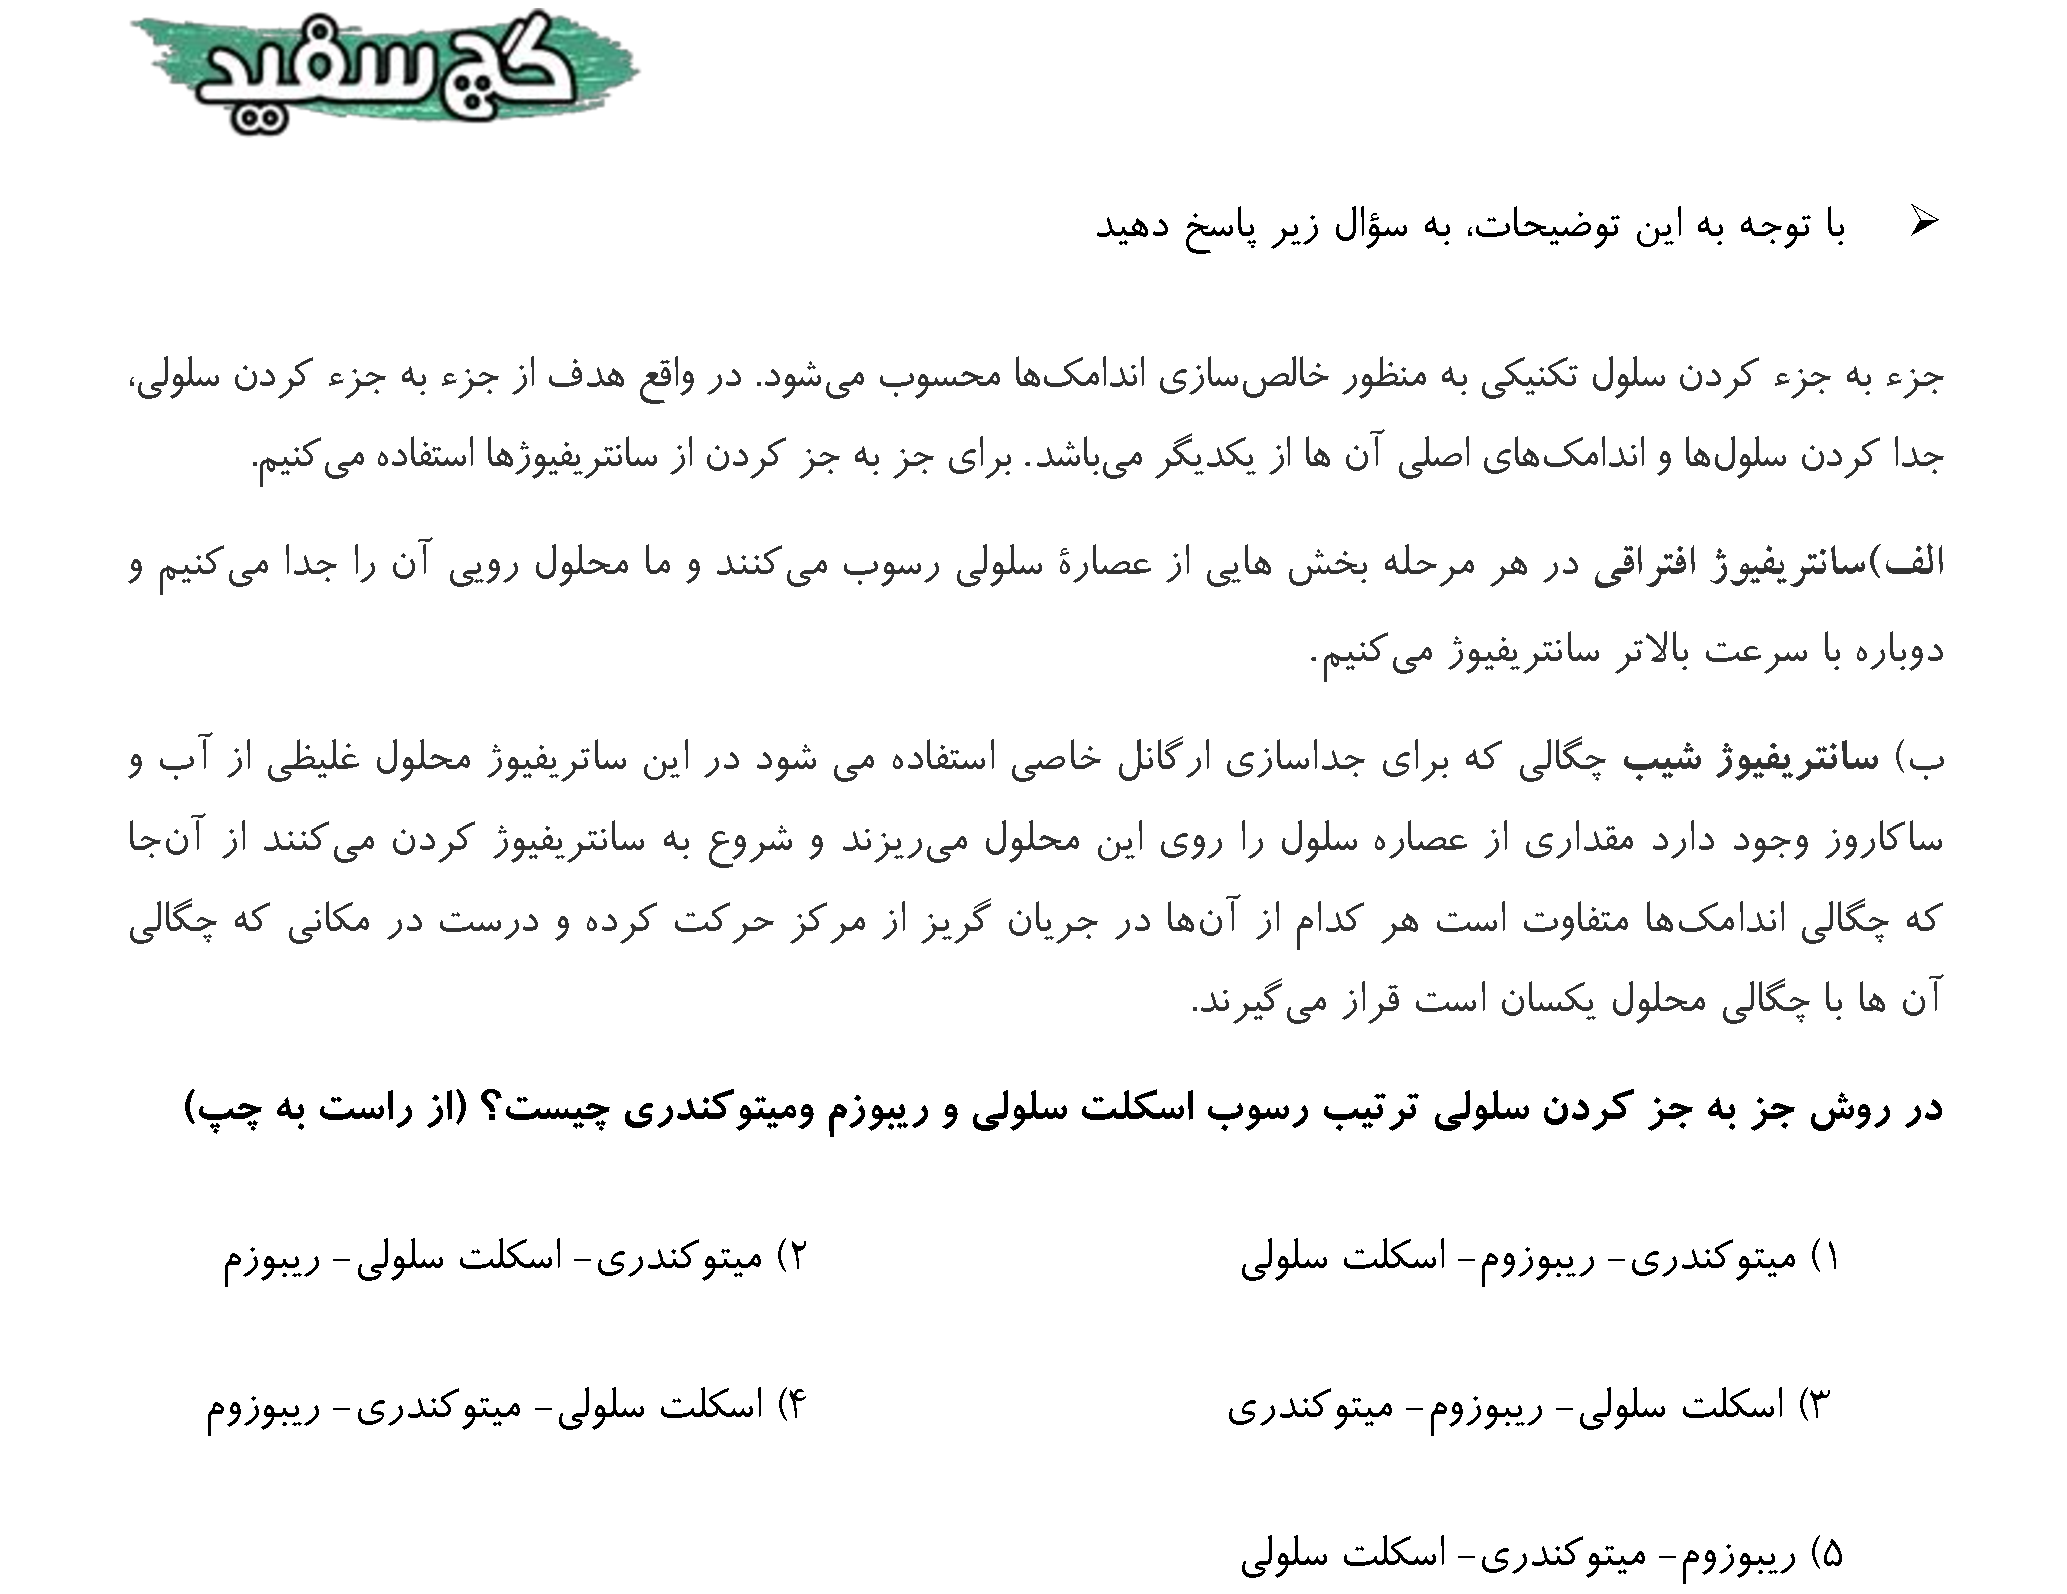 گچ سفید
با توجه به این توضیحات، به سؤال زیر پاسخ دهید
جزء به جزء کردن سلول تکنیکی به منظور خالص‌سازی اندامک‌ها محسوب می‌شود. در واقع هدف از جزء به جزء کردن سلولی،
جدا کردن سلول‌ها و اندامک‌های اصلی آن ها از یکدیگر می‌باشد. برای جز به جز کردن از سانتریفیوژها استفاده می‌کنیم.
الف)سانتریفیوژ افتراقی در هر مرحله بخش هایی از عصارۀ سلولی رسوب می‌کنند و ما محلول رویی آن را جدا می‌کنیم و
دوباره با سرعت بالاتر سانتریفیوژ می‌کنیم.
ب) سانتریفیوژ شیب چگالی که برای جداسازی ارگانل خاصی استفاده می شود در این ساتریفیوژ محلول غلیظی از آب و
ساکاروز وجود دارد مقداری از عصاره سلول را روی این محلول می‌ریزند و شروع به سانتریفیوژ کردن می‌کنند از آن‌جا
که چگالی اندامک‌ها متفاوت است هر کدام از آن‌ها در جریان گریز از مرکز حرکت کرده و درست در مکانی که چگالی
آن ها با چگالی محلول یکسان است قراز می‌گیرند.
در روش جز به جز کردن سلولی ترتیب رسوب اسکلت سلولی و ریبوزم ومیتوکندری چیست؟ (از راست به چپ)
۱) میتوکندری- ریبوزوم- اسکلت سلولی ۲) میتوکندری- اسکلت سلولی- ریبوزم
۳) اسکلت سلولی- ریبوزوم- میتوکندری ۴) اسکلت سلولی- میتوکندری- ریبوزوم
۵) ریبوزوم- میتوکندری- اسکلت سلولی